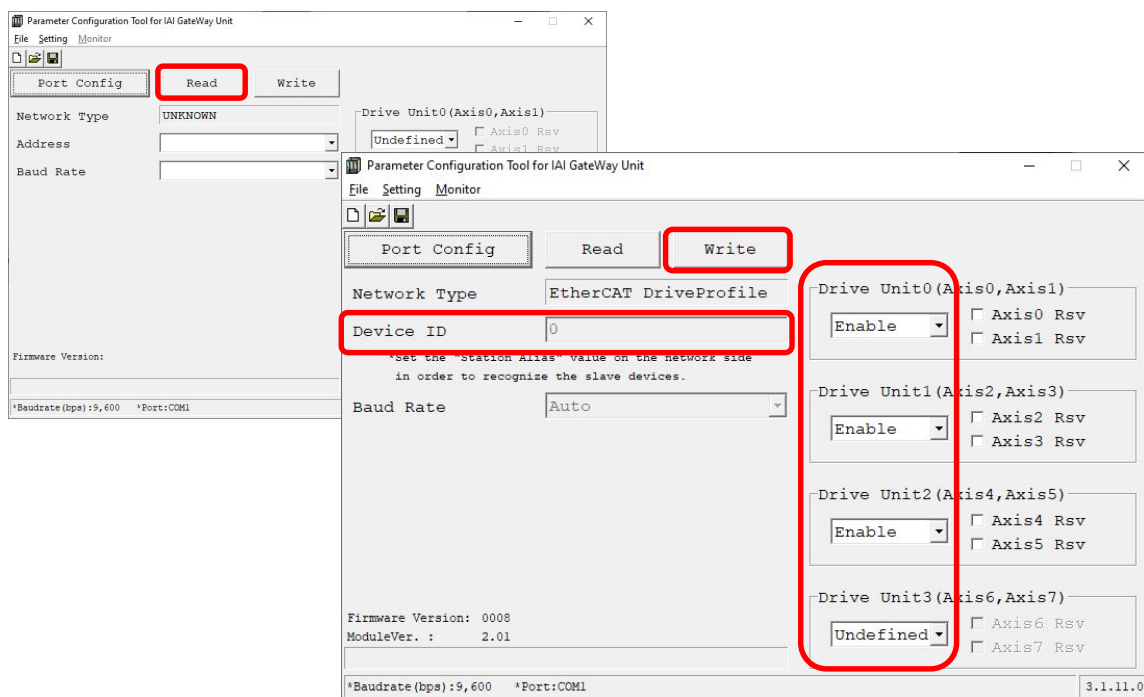 Parameter Configuration Tool for IAI GateWay Unit
File Setting Monitor
Port Config Read Write
Network Type UNKNOWN
Address
Baud Rate
Drive Unit0(Axis0,Axis1)
Undefined
Axis0 Rsv
Axis1 Rsv
Firmware Version:
*Baudrate(bps):9,600 *Port:COM1
Parameter Configuration Tool for IAI GateWay Unit
File Setting Monitor
Port Config Read Write
Network Type EtherCAT DriveProfile
Device ID 0
*Set the "Station Alias" value on the network side
in order to recognize the slave devices.
Baud Rate Auto
Drive Unit0(Axis0,Axis1)
Enable
Axis0 Rsv
Axis1 Rsv
Drive Unit1(Axis2,Axis3)
Enable
Axis2 Rsv
Axis3 Rsv
Drive Unit2(Axis4,Axis5)
Enable
Axis4 Rsv
Axis5 Rsv
Drive Unit3(Axis6,Axis7)
Undefined
Axis6 Rsv
Axis7 Rsv
Firmware Version: 0008
ModuleVer. : 2.01
*Baudrate(bps):9,600 *Port:COM1 3.1.11.0